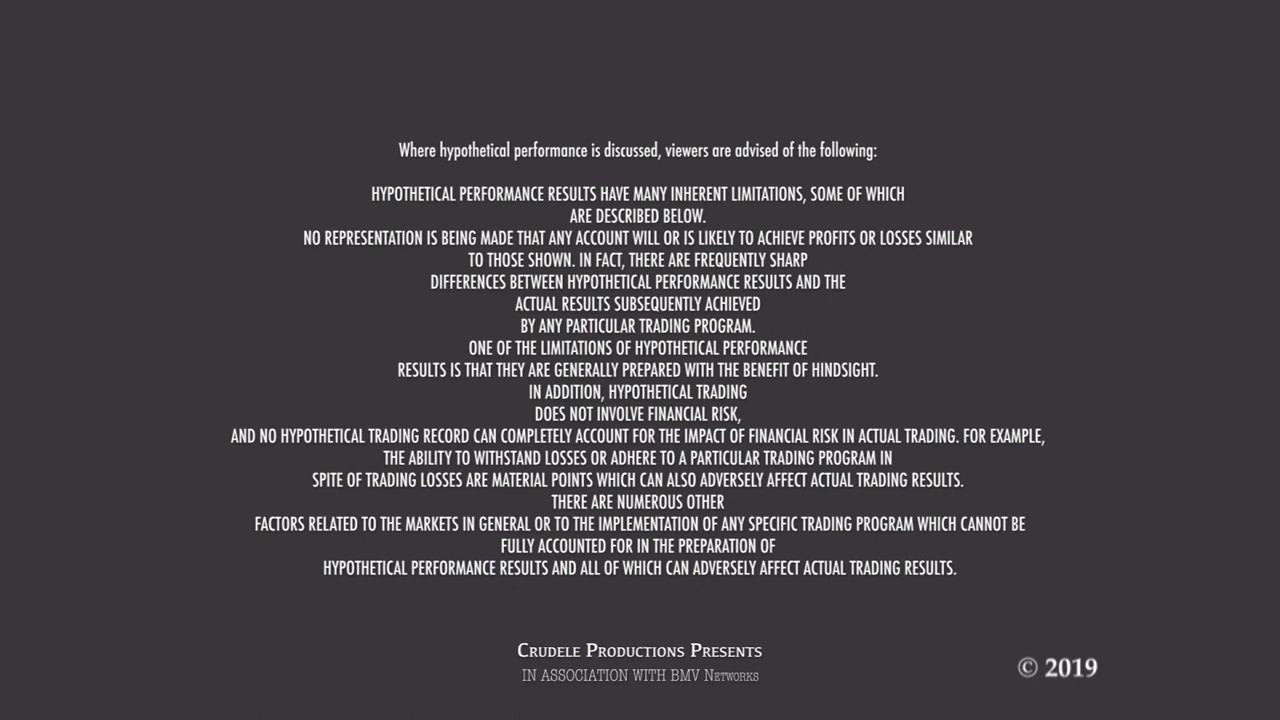 Where hypothetical performance is discussed, viewers are advised of the following:
HYPOTHETICAL PERFORMANCE RESULTS HAVE MANY INHERENT LIMITATIONS, SOME OF WHICH
ARE DESCRIBED BELOW.
NO REPRESENTATION IS BEING MADE THAT ANY ACCOUNT WILL OR IS LIKELY TO ACHIEVE PROFITS OR LOSSES SIMILAR
TO THOSE SHOWN. IN FACT, THERE ARE FREQUENTLY SHARP
DIFFERENCES BETWEEN HYPOTHETICAL PERFORMANCE RESULTS AND THE
ACTUAL RESULTS SUBSEQUENTLY ACHIEVED
BY ANY PARTICULAR TRADING PROGRAM.
ONE OF THE LIMITATIONS OF HYPOTHETICAL PERFORMANCE
RESULTS IS THAT THEY ARE GENERALLY PREPARED WITH THE BENEFIT OF HINDSIGHT.
IN ADDITION, HYPOTHETICAL TRADING
DOES NOT INVOLVE FINANCIAL RISK,
AND NO HYPOTHETICAL TRADING RECORD CAN COMPLETELY ACCOUNT FOR THE IMPACT OF FINANCIAL RISK IN ACTUAL TRADING. FOR EXAMPLE,
THE ABILITY TO WITHSTAND LOSSES OR ADHERE TO A PARTICULAR TRADING PROGRAM IN
SPITE OF TRADING LOSSES ARE MATERIAL POINTS WHICH CAN ALSO ADVERSELY AFFECT ACTUAL TRADING RESULTS.
THERE ARE NUMEROUS OTHER
FACTORS RELATED TO THE MARKETS IN GENERAL OR TO THE IMPLEMENTATION OF ANY SPECIFIC TRADING PROGRAM WHICH CANNOT BE
FULLY ACCOUNTED FOR IN THE PREPARATION OF
HYPOTHETICAL PERFORMANCE RESULTS AND ALL OF WHICH CAN ADVERSELY AFFECT ACTUAL TRADING RESULTS.
Crudele Productions Presents
IN ASSOCIATION WITH BMV Networks
© 2019